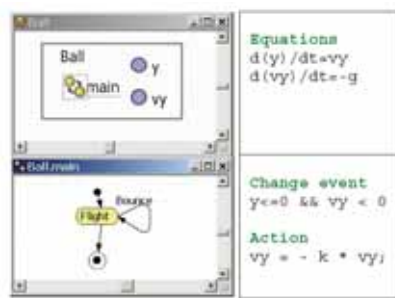 Ball
Ball
main
y
vy
Equations
d(y)/dt=vy
d(vy)/dt=-g
Ball.main
Bounce
Flight
Change event
y<=0 && vy < 0
Action
vy = - k * vy;